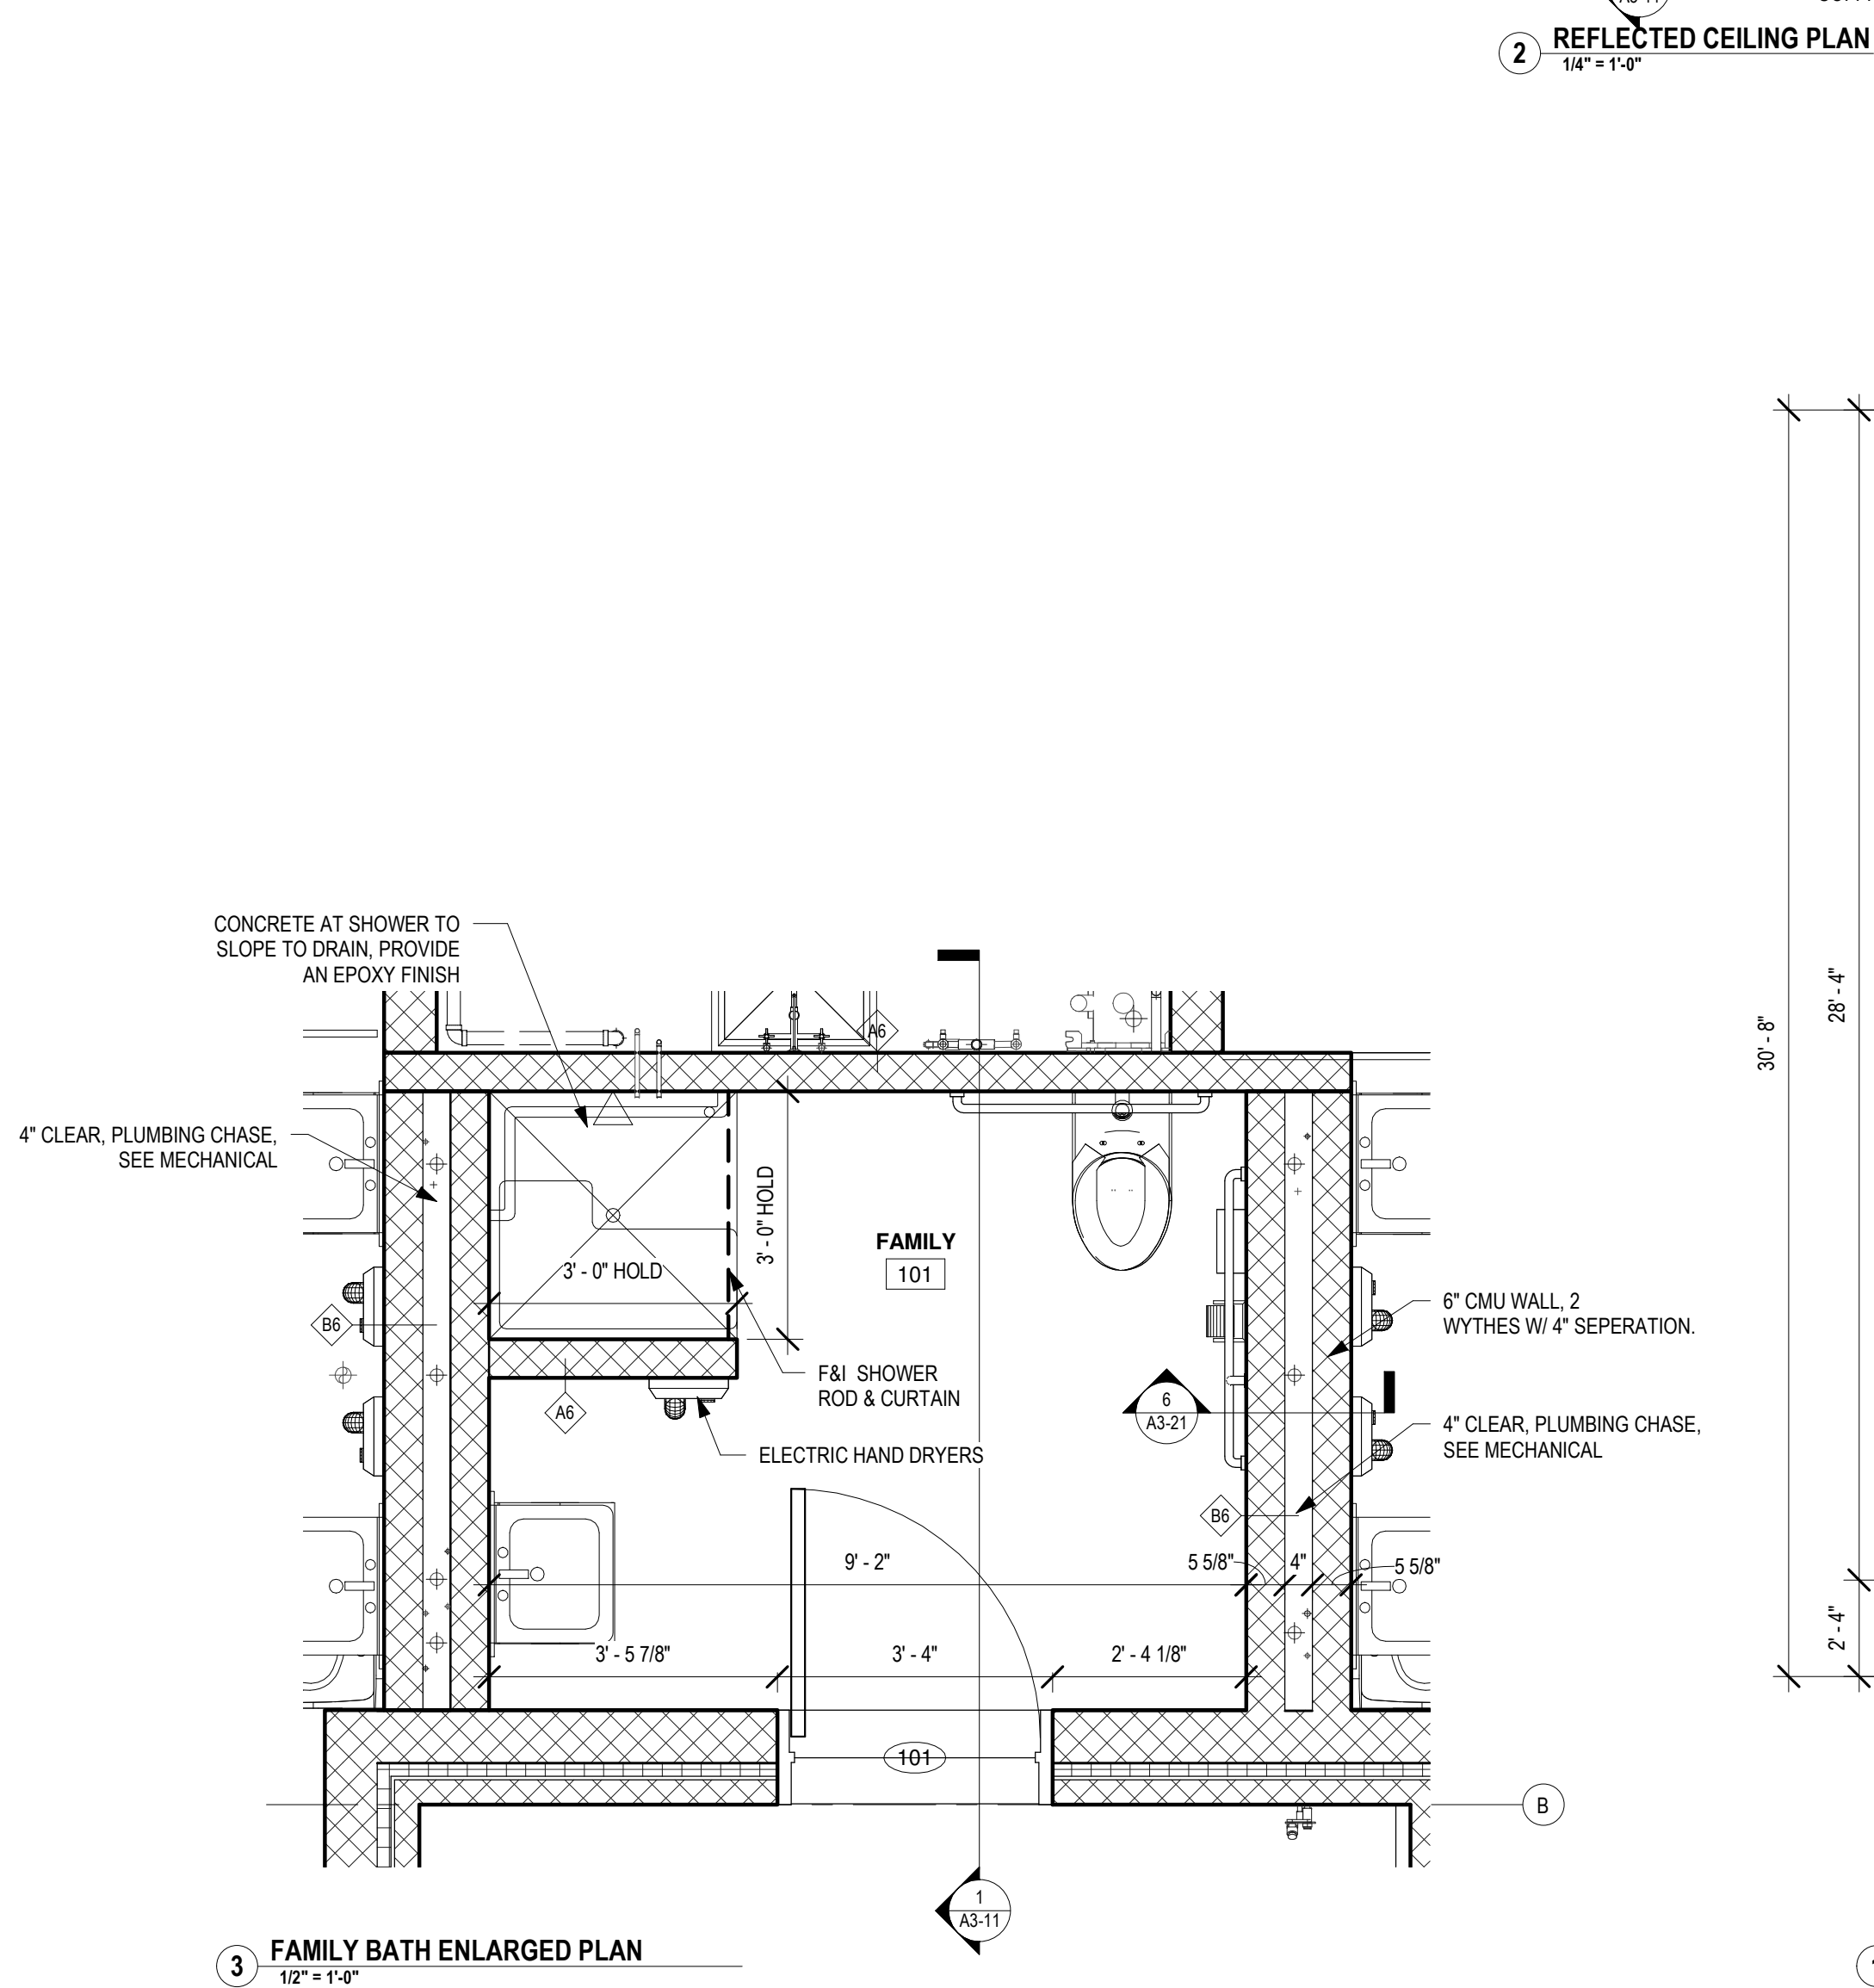 2 REFLECTED CEILING PLAN
1/4" = 1'-0"
30' - 8"
28' - 4"
2' - 4"
CONCRETE AT SHOWER TO
SLOPE TO DRAIN, PROVIDE
AN EPOXY FINISH
A6
4" CLEAR, PLUMBING CHASE,
SEE MECHANICAL
3' - 0" HOLD
3' - 0" HOLD
FAMILY
101
B6
6" CMU WALL, 2
WYTHES W/ 4" SEPERATION.
F&I SHOWER
ROD & CURTAIN
A6
6
A3-21
ELECTRIC HAND DRYERS
4" CLEAR, PLUMBING CHASE,
SEE MECHANICAL
B6
9' - 2"
5 5/8"
4"
5 5/8"
3' - 5 7/8"
3' - 4"
2' - 4 1/8"
101
B
1
A3-11
3 FAMILY BATH ENLARGED PLAN
1/2" = 1'-0"